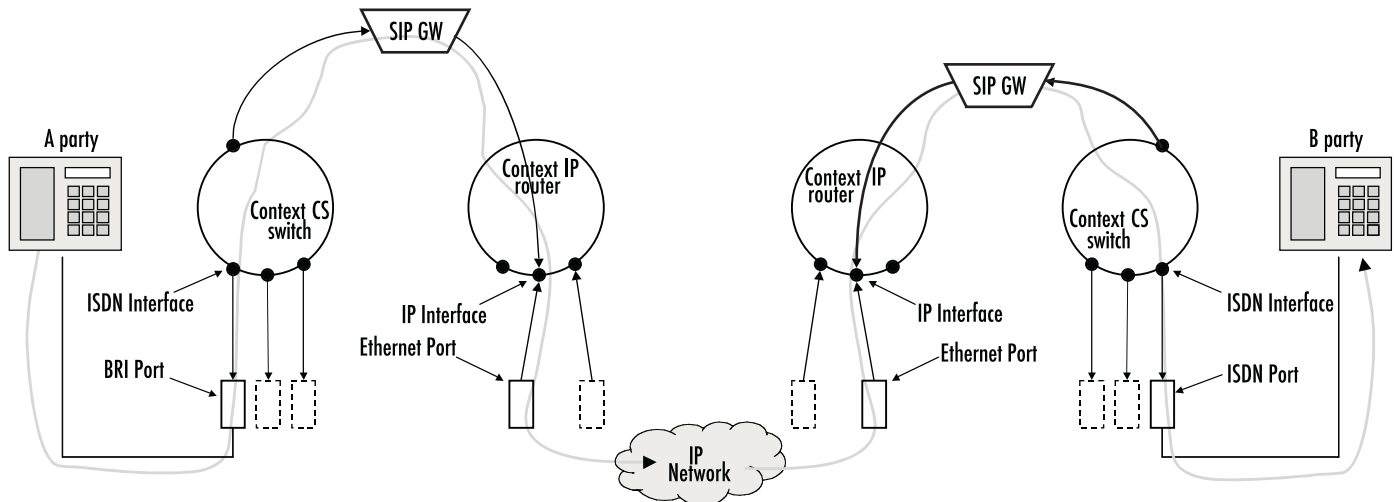 SIP GW
SIP GW
A party
B party
Context CS
switch
Context IP
router
Context IP
router
Context CS
switch
ISDN Interface
IP Interface
IP Interface
ISDN Interface
Ethernet Port
Ethernet Port
BRI Port
ISDN Port
IP
Network